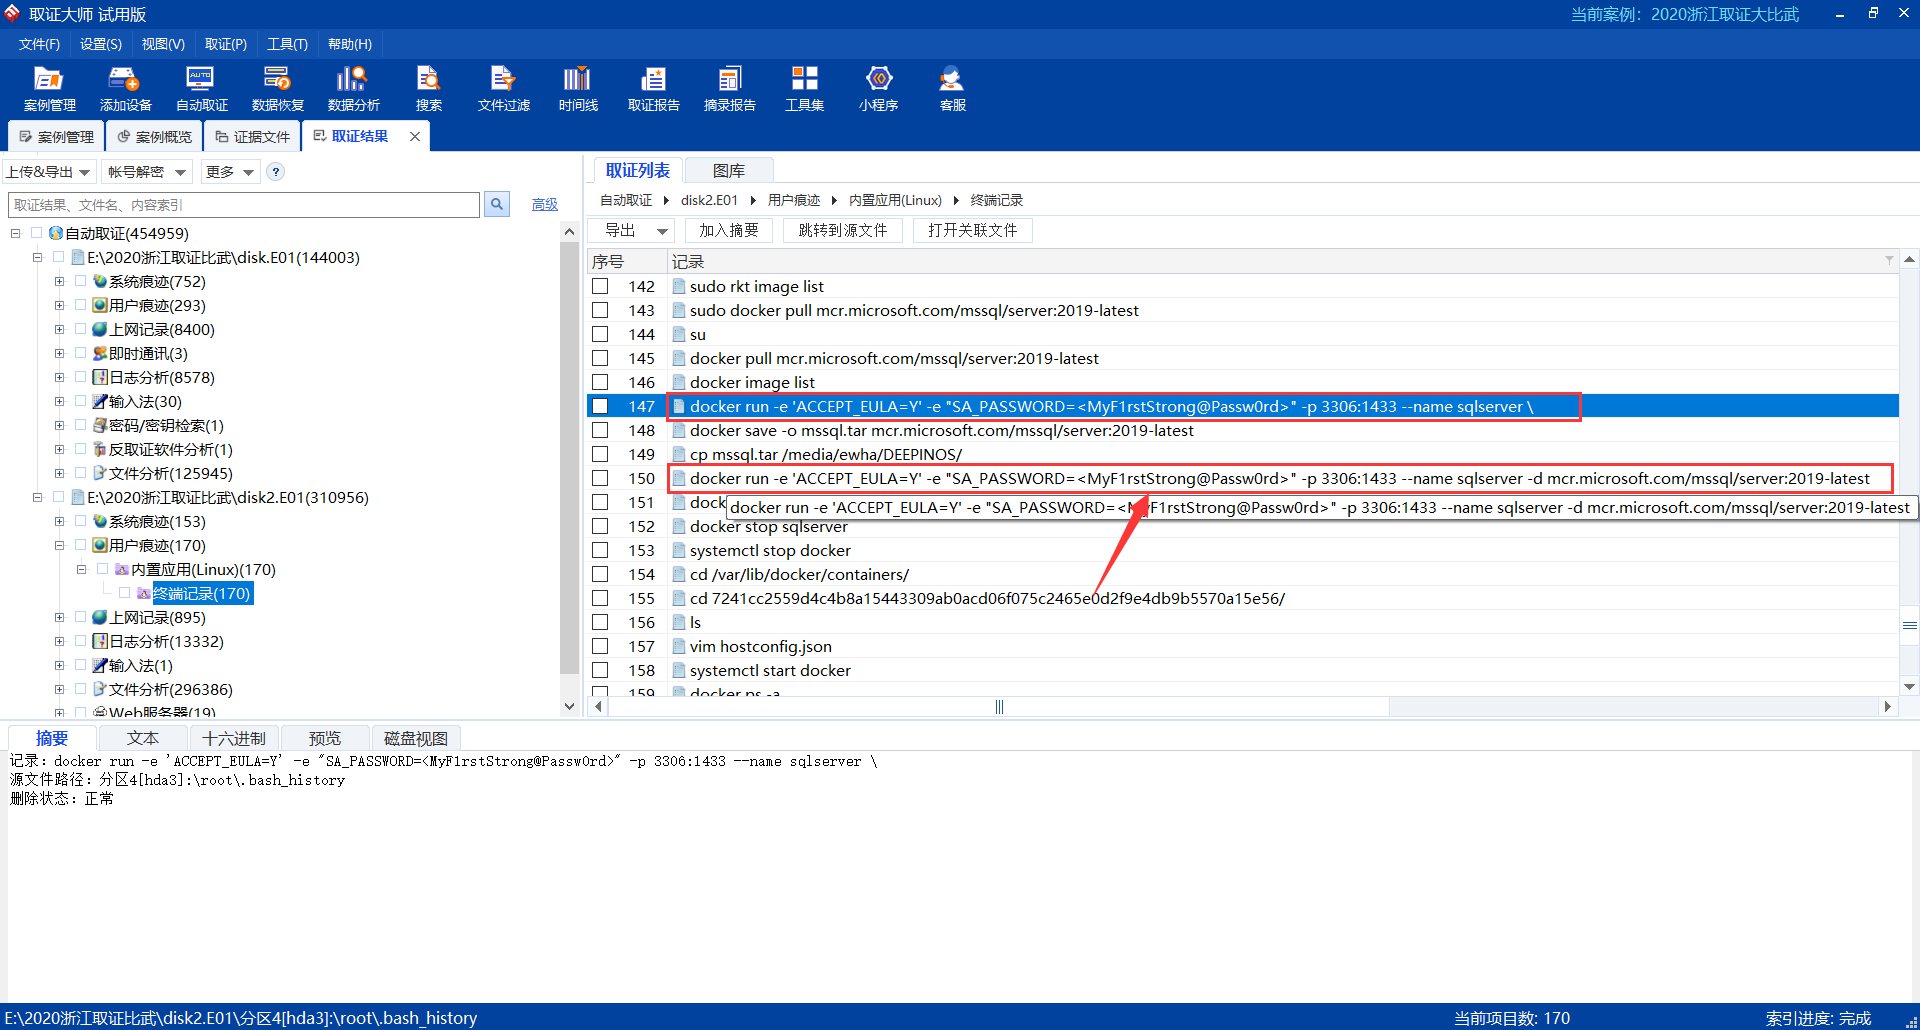 取证大师 试用版
当前案例：2020浙江取证大比武
文件(F) 设置(S) 视图(V) 取证(P) 工具(T) 帮助(H)
案例管理 添加设备 自动取证 数据恢复 数据分析 搜索 文件过滤 时间线 取证报告 摘录报告 工具集 小程序 客服
案例管理 案例概览 证据文件 取证结果
上传&导出 帐号解密 更多 ?
取证结果、文件名、内容索引 高级
自动取证(454959)
E:\2020浙江取证比武\disk.E01(144003)
系统痕迹(752)
用户痕迹(293)
上网记录(8400)
即时通讯(3)
日志分析(8578)
输入法(30)
密码/密钥检索(1)
反取证软件分析(1)
文件分析(125945)
E:\2020浙江取证比武\disk2.E01(310956)
系统痕迹(153)
用户痕迹(170)
内置应用(Linux)(170)
终端记录(170)
上网记录(895)
日志分析(13332)
输入法(1)
文件分析(296386)
Web服务器(19)
取证列表 图库
自动取证 disk2.E01 用户痕迹 内置应用(Linux) 终端记录
导出 加入摘要 跳转到源文件 打开关联文件
序号 记录
142 sudo rkt image list
143 sudo docker pull mcr.microsoft.com/mssql/server:2019-latest
144 su
145 docker pull mcr.microsoft.com/mssql/server:2019-latest
146 docker image list
147 docker run -e 'ACCEPT_EULA=Y' -e "SA_PASSWORD=<MyF1rstStrong@Passw0rd>" -p 3306:1433 --name sqlserver \
148 docker save -o mssql.tar mcr.microsoft.com/mssql/server:2019-latest
149 cp mssql.tar /media/ewha/DEEPINOS/
150 docker run -e 'ACCEPT_EULA=Y' -e "SA_PASSWORD=<MyF1rstStrong@Passw0rd>" -p 3306:1433 --name sqlserver -d mcr.microsoft.com/mssql/server:2019-latest
151 dock
docker run -e 'ACCEPT_EULA=Y' -e "SA_PASSWORD=<MyF1rstStrong@Passw0rd>" -p 3306:1433 --name sqlserver -d mcr.microsoft.com/mssql/server:2019-latest
152 docker stop sqlserver
153 systemctl stop docker
154 cd /var/lib/docker/containers/
155 cd 7241cc2559d4c4b8a15443309ab0acd06f075c2465e0d2f9e4db9b5570a15e56/
156 ls
157 vim hostconfig.json
158 systemctl start docker
159 docker ps -a
摘要 文本 十六进制 预览 磁盘视图
记录：docker run -e 'ACCEPT_EULA=Y' -e "SA_PASSWORD=<MyF1rstStrong@Passw0rd>" -p 3306:1433 --name sqlserver \
源文件路径：分区4[hda3]:\root\.bash_history
删除状态：正常
E:\2020浙江取证比武\disk2.E01\分区4[hda3]:\root\.bash_history
当前项目数: 170
索引进度: 完成